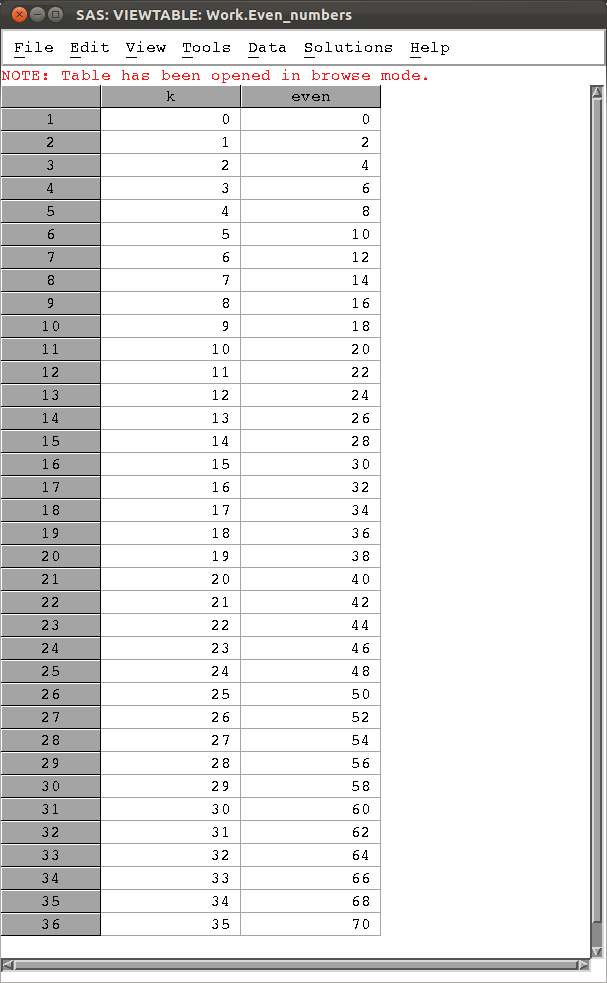 SAS: VIEWTABLE: Work.Even_numbers
File Edit View Tools Data Solutions Help
NOTE: Table has been opened in browse mode.
k even
1 0 0
2 1 2
3 2 4
4 3 6
5 4 8
6 5 10
7 6 12
8 7 14
9 8 16
10 9 18
11 10 20
12 11 22
13 12 24
14 13 26
15 14 28
16 15 30
17 16 32
18 17 34
19 18 36
20 19 38
21 20 40
22 21 42
23 22 44
24 23 46
25 24 48
26 25 50
27 26 52
28 27 54
29 28 56
30 29 58
31 30 60
32 31 62
33 32 64
34 33 66
35 34 68
36 35 70